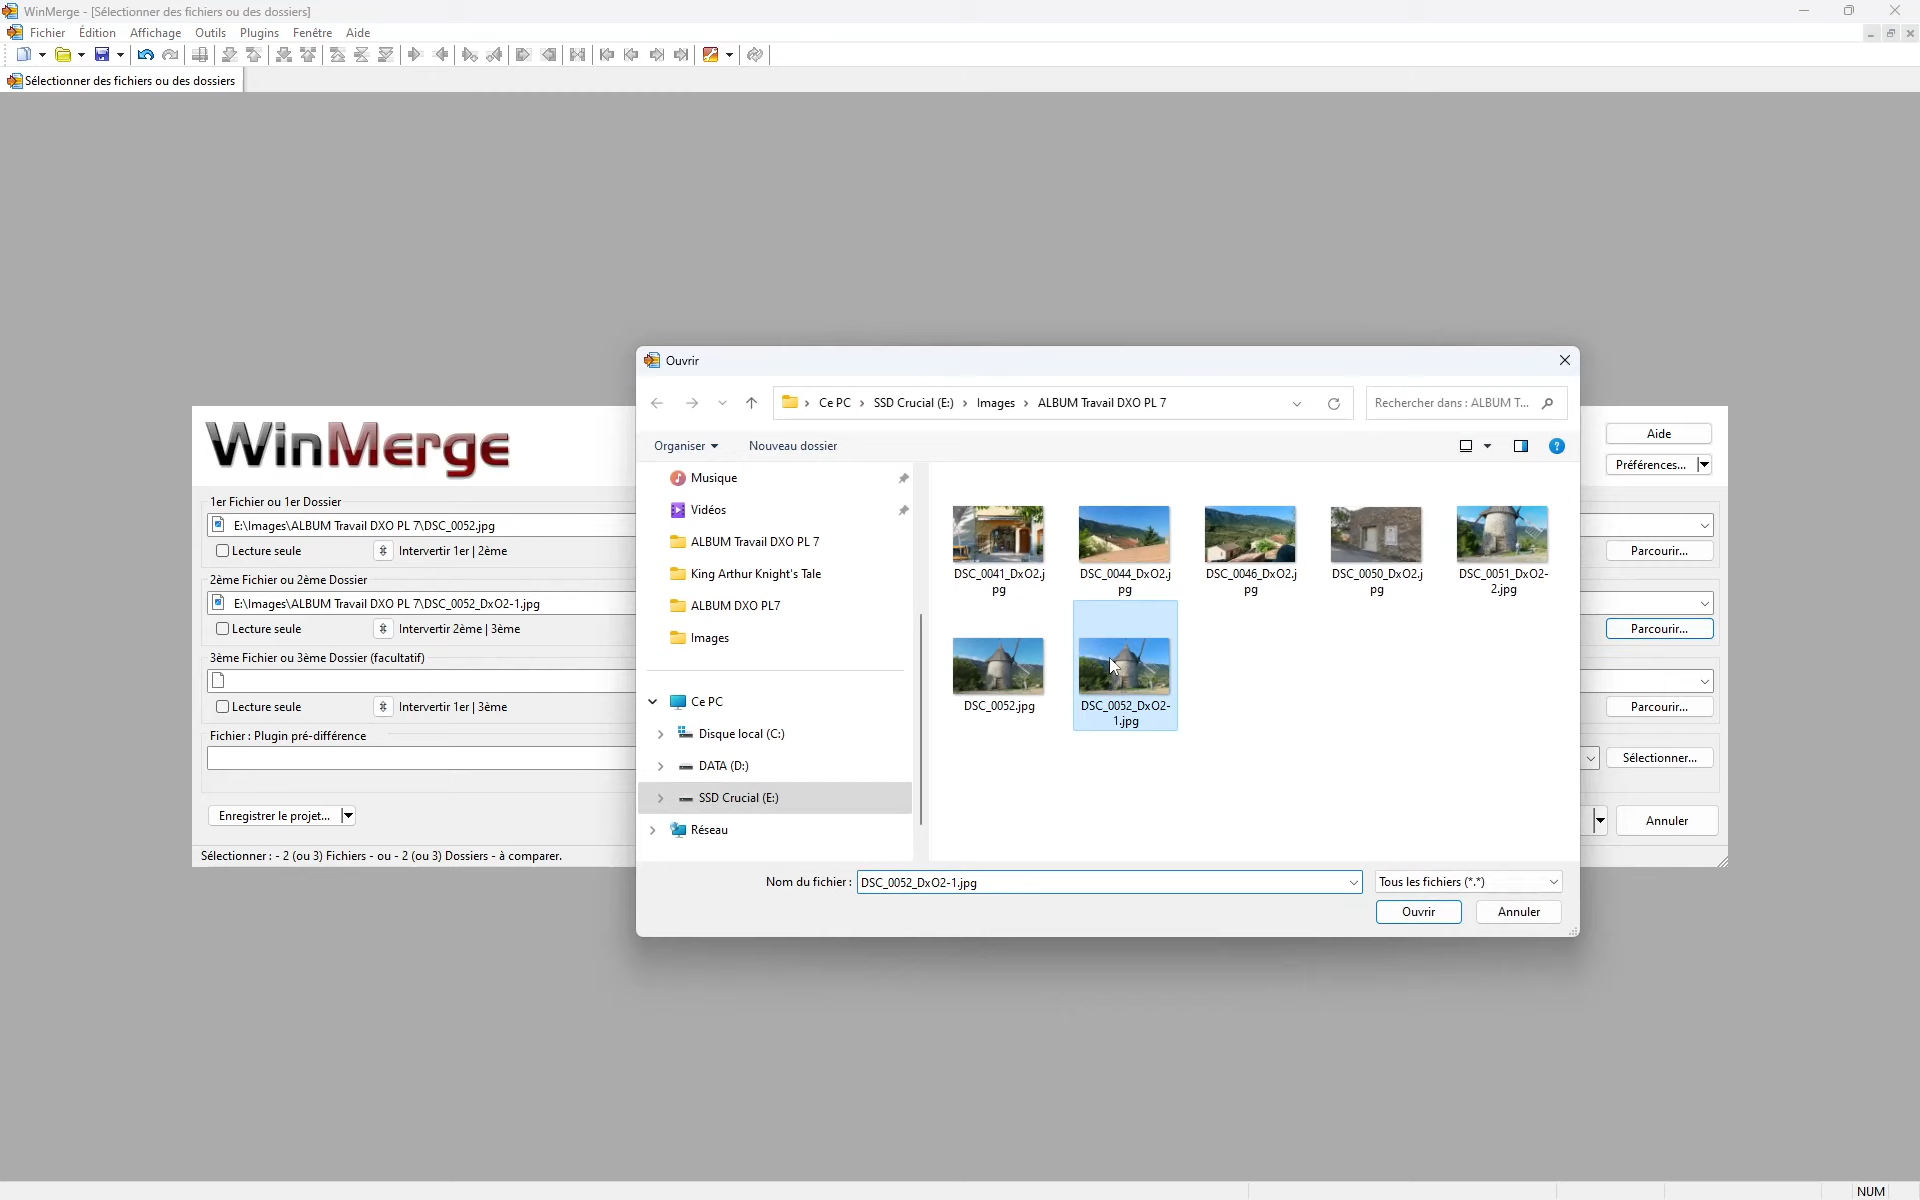 WinMerge - [Sélectionner des fichiers ou des dossiers]
Fichier Édition Affichage Outils Plugins Fenêtre Aide
Sélectionner des fichiers ou des dossiers
WinMerge
1er Fichier ou 1er Dossier
E:\Images\ALBUM Travail DXO PL 7\DSC_0052.jpg
Lecture seule Intervertir 1er | 2ème
2ème Fichier ou 2ème Dossier
E:\Images\ALBUM Travail DXO PL 7\DSC_0052_DxO2-1.jpg
Lecture seule Intervertir 2ème | 3ème
3ème Fichier ou 3ème Dossier (facultatif)
Lecture seule Intervertir 1er | 3ème
Fichier : Plugin pré-différence
Enregistrer le projet...
Sélectionner : - 2 (ou 3) Fichiers - ou - 2 (ou 3) Dossiers - à comparer.
Ouvrir
Ce PC > SSD Crucial (E:) > Images > ALBUM Travail DXO PL 7
Rechercher dans : ALBUM T...
Organiser Nouveau dossier
Musique
Vidéos
ALBUM Travail DXO PL 7
King Arthur Knight's Tale
ALBUM DXO PL7
Images
Ce PC
Disque local (C:)
DATA (D:)
SSD Crucial (E:)
Réseau
DSC_0041_DxO2.j
pg
DSC_0044_DxO2.j
pg
DSC_0046_DxO2.j
pg
DSC_0050_DxO2.j
pg
DSC_0051_DxO2-
2.jpg
DSC_0052.jpg
DSC_0052_DxO2-
1.jpg
Nom du fichier : DSC_0052_DxO2-1.jpg
Tous les fichiers (*.*)
Ouvrir Annuler
Aide
Préférences...
Parcourir...
Parcourir...
Parcourir...
Sélectionner...
Annuler
NUM